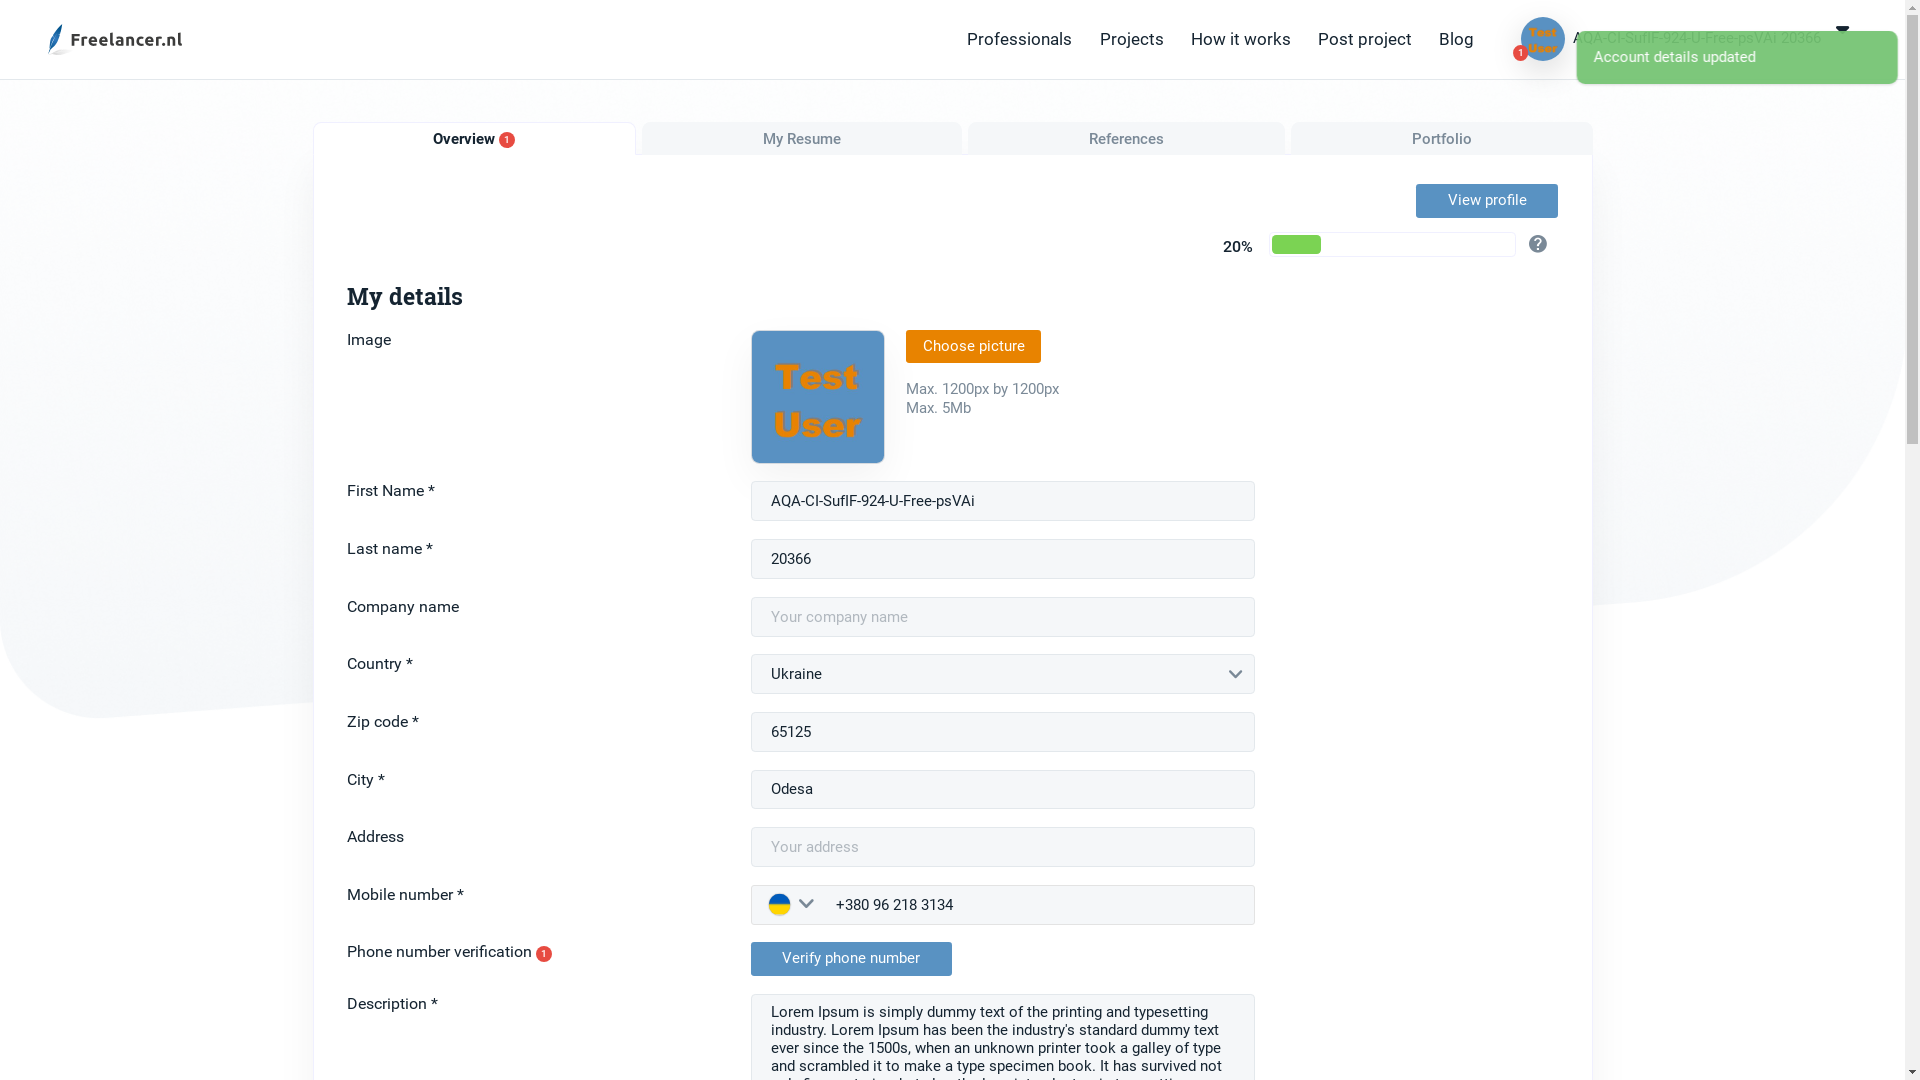 Freelancer.nl
Professionals
Projects
How it works
Post project
Blog
Test
User
1
AQA-CI-SufIF-924-U-Free-psVAi 20366
Account details updated
Overview 1
My Resume
References
Portfolio
View profile
20%
?
My details
Image
Test
User
Choose picture
Max. 1200px by 1200px
Max. 5Mb
First Name *
AQA-CI-SufIF-924-U-Free-psVAi
Last name *
20366
Company name
Your company name
Country *
Ukraine
Zip code *
65125
City *
Odesa
Address
Your address
Mobile number *
+380 96 218 3134
Phone number verification 1
Verify phone number
Description *
Lorem Ipsum is simply dummy text of the printing and typesetting
industry. Lorem Ipsum has been the industry's standard dummy text
ever since the 1500s, when an unknown printer took a galley of type
and scrambled it to make a type specimen book. It has survived not